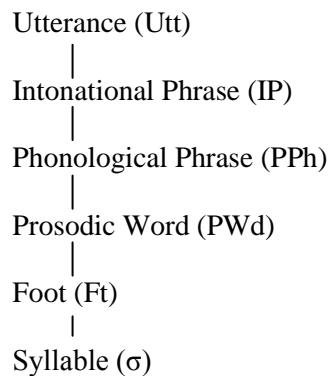 Utterance (Utt)
Intonational Phrase (IP)
Phonological Phrase (PPh)
Prosodic Word (PWd)
Foot (Ft)
Syllable (σ)